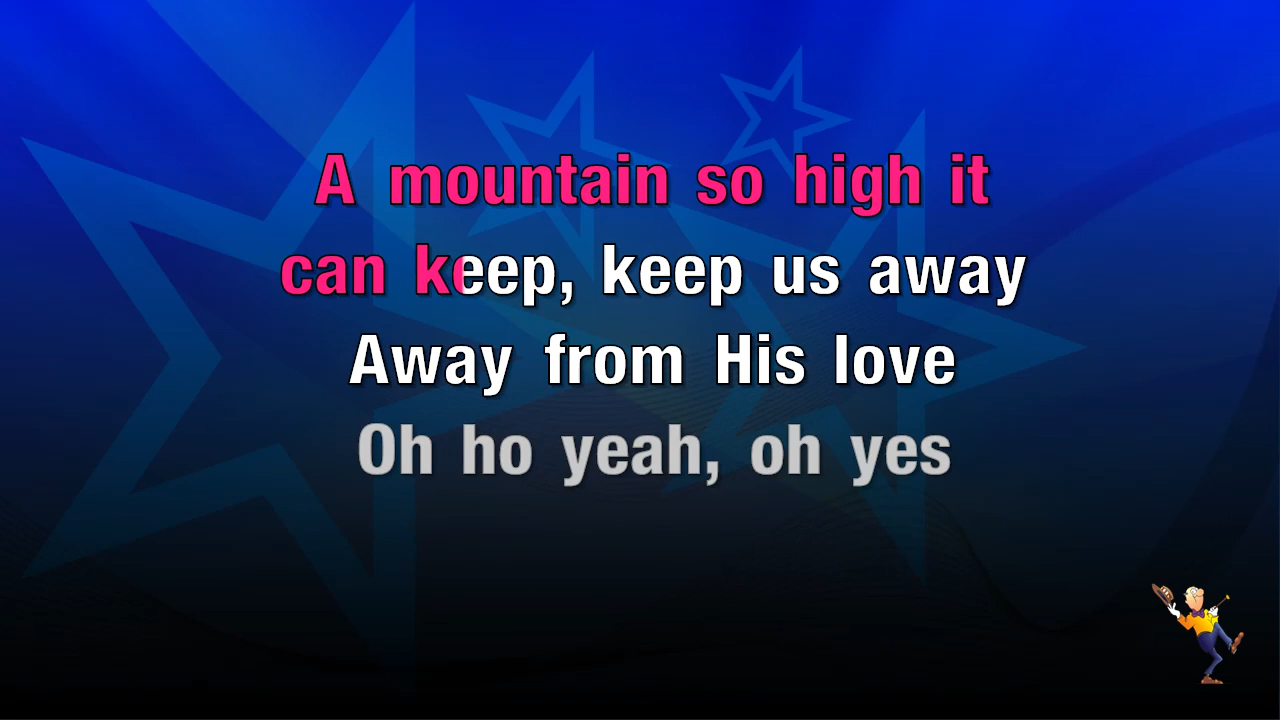 A mountain so high it
can keep, keep us away
Away from His love
Oh ho yeah, oh yes